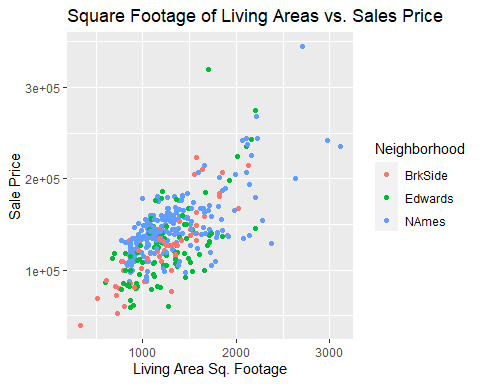 Square Footage of Living Areas vs. Sales Price
3e+05
2e+05
1e+05
Sale Price
1000
2000
3000
Living Area Sq. Footage
Neighborhood
BrkSide
Edwards
NAmes